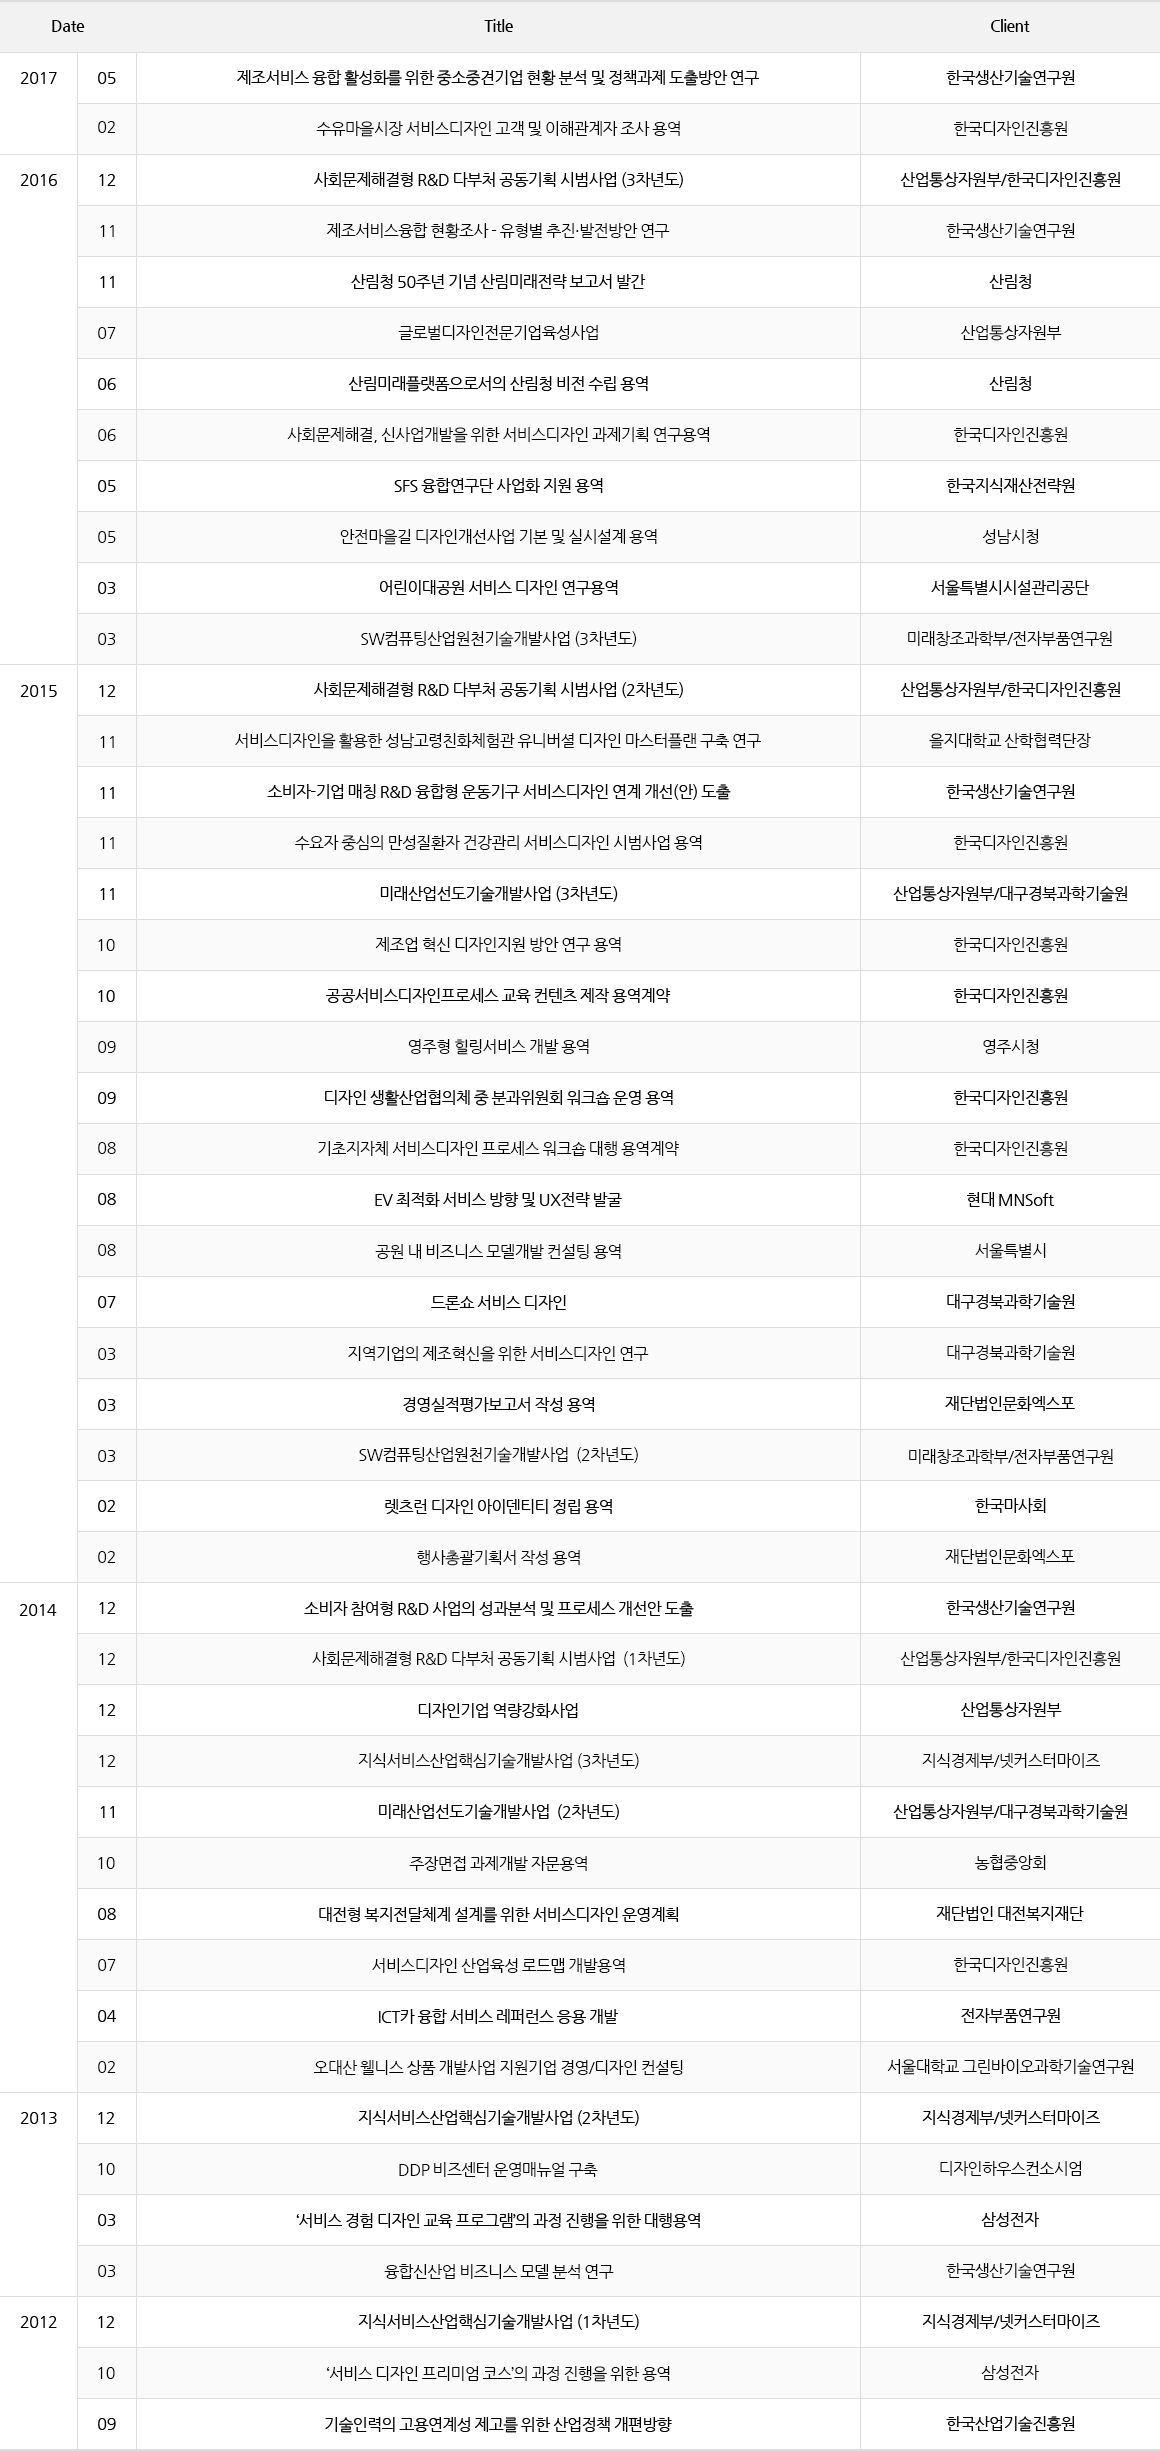 Date Title Client
2017 05 제조서비스 융합 활성화를 위한 중소중견기업 현황 분석 및 정책과제 도출방안 연구 한국생산기술연구원
02 수유마을시장 서비스디자인 고객 및 이해관계자 조사 용역 한국디자인진흥원
2016 12 사회문제해결형 R&D 다부처 공동기획 시범사업 (3차년도) 산업통상자원부/한국디자인진흥원
11 제조서비스융합 현황조사 - 유형별 추진·발전방안 연구 한국생산기술연구원
11 산림청 50주년 기념 산림미래전략 보고서 발간 산림청
07 글로벌디자인전문기업육성사업 산업통상자원부
06 산림미래플랫폼으로서의 산림청 비전 수립 용역 산림청
06 사회문제해결, 신사업개발을 위한 서비스디자인 과제기획 연구용역 한국디자인진흥원
05 SFS 융합연구단 사업화 지원 용역 한국지식재산전략원
05 안전마을길 디자인개선사업 기본 및 실시설계 용역 성남시청
03 어린이대공원 서비스 디자인 연구용역 서울특별시시설관리공단
03 SW컴퓨팅산업원천기술개발사업 (3차년도) 미래창조과학부/전자부품연구원
2015 12 사회문제해결형 R&D 다부처 공동기획 시범사업 (2차년도) 산업통상자원부/한국디자인진흥원
11 서비스디자인을 활용한 성남고령친화체험관 유니버셜 디자인 마스터플랜 구축 연구 을지대학교 산학협력단장
11 소비자-기업 매칭 R&D 융합형 운동기구 서비스디자인 연계 개선(안) 도출 한국생산기술연구원
11 수요자 중심의 만성질환자 건강관리 서비스디자인 시범사업 용역 한국디자인진흥원
11 미래산업선도기술개발사업 (3차년도) 산업통상자원부/대구경북과학기술원
10 제조업 혁신 디자인지원 방안 연구 용역 한국디자인진흥원
10 공공서비스디자인프로세스 교육 컨텐츠 제작 용역계약 한국디자인진흥원
09 영주형 힐링서비스 개발 용역 영주시청
09 디자인 생활산업협의체 중 분과위원회 워크숍 운영 용역 한국디자인진흥원
08 기초지자체 서비스디자인 프로세스 워크숍 대행 용역계약 한국디자인진흥원
08 EV 최적화 서비스 방향 및 UX전략 발굴 현대 MNSoft
08 공원 내 비즈니스 모델개발 컨설팅 용역 서울특별시
07 드론쇼 서비스 디자인 대구경북과학기술원
03 지역기업의 제조혁신을 위한 서비스디자인 연구 대구경북과학기술원
03 경영실적평가보고서 작성 용역 재단법인문화엑스포
03 SW컴퓨팅산업원천기술개발사업 (2차년도) 미래창조과학부/전자부품연구원
02 렛츠런 디자인 아이덴티티 정립 용역 한국마사회
02 행사총괄기획서 작성 용역 재단법인문화엑스포
2014 12 소비자 참여형 R&D 사업의 성과분석 및 프로세스 개선안 도출 한국생산기술연구원
12 사회문제해결형 R&D 다부처 공동기획 시범사업 (1차년도) 산업통상자원부/한국디자인진흥원
12 디자인기업 역량강화사업 산업통상자원부
12 지식서비스산업핵심기술개발사업 (3차년도) 지식경제부/넷커스터마이즈
11 미래산업선도기술개발사업 (2차년도) 산업통상자원부/대구경북과학기술원
10 주장면접 과제개발 자문용역 농협중앙회
08 대전형 복지전달체계 설계를 위한 서비스디자인 운영계획 재단법인 대전복지재단
07 서비스디자인 산업육성 로드맵 개발용역 한국디자인진흥원
04 ICT카 융합 서비스 레퍼런스 응용 개발 전자부품연구원
02 오대산 웰니스 상품 개발사업 지원기업 경영/디자인 컨설팅 서울대학교 그린바이오과학기술연구원
2013 12 지식서비스산업핵심기술개발사업 (2차년도) 지식경제부/넷커스터마이즈
10 DDP 비즈센터 운영매뉴얼 구축 디자인하우스컨소시엄
03 ‘서비스 경험 디자인 교육 프로그램’의 과정 진행을 위한 대행용역 삼성전자
03 융합신산업 비즈니스 모델 분석 연구 한국생산기술연구원
2012 12 지식서비스산업핵심기술개발사업 (1차년도) 지식경제부/넷커스터마이즈
10 ‘서비스 디자인 프리미엄 코스’의 과정 진행을 위한 용역 삼성전자
09 기술인력의 고용연계성 제고를 위한 산업정책 개편방향 한국산업기술진흥원